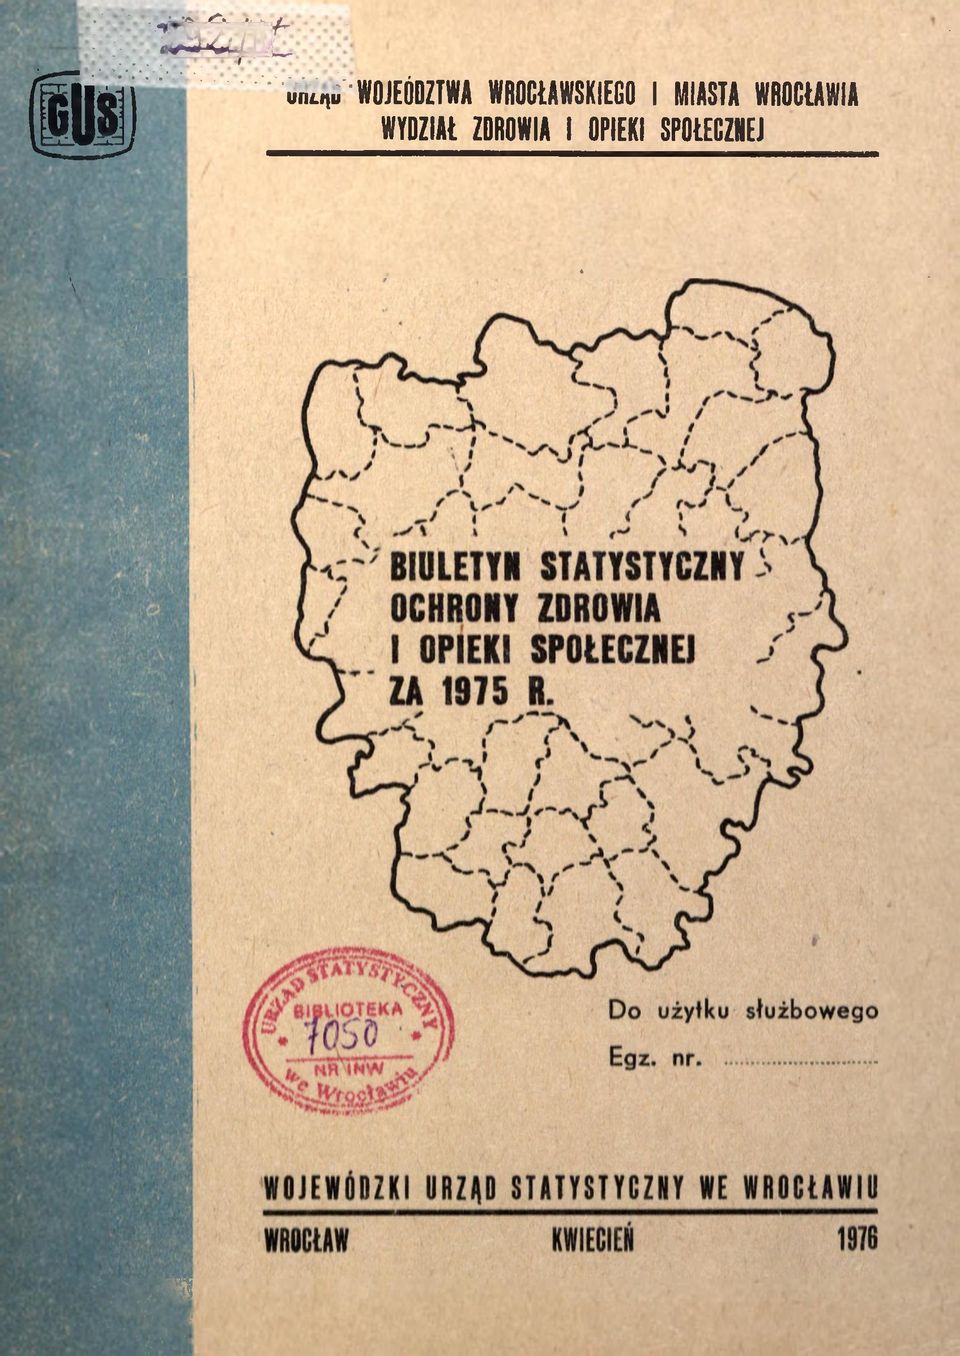 GUS
URZĄD WOJEÓDZTWA WROCŁAWSKIEGO I MIASTA WROCŁAWIA
WYDZIAŁ ZDROWIA I OPIEKI SPOŁECZNEJ
BIULETYN STATYSTYCZNY
OCHRONY ZDROWIA
I OPIEKI SPOŁECZNEJ
ZA 1975 R.
URZĄD STATYSTYCZNY
BIBLIOTEKA
7050
NR INW
we Wrocławiu
Do użytku służbowego
Egz. nr. ..............................
WOJEWÓDZKI URZĄD STATYSTYCZNY WE WROCŁAWIU
WROCŁAW KWIECIEŃ 1976